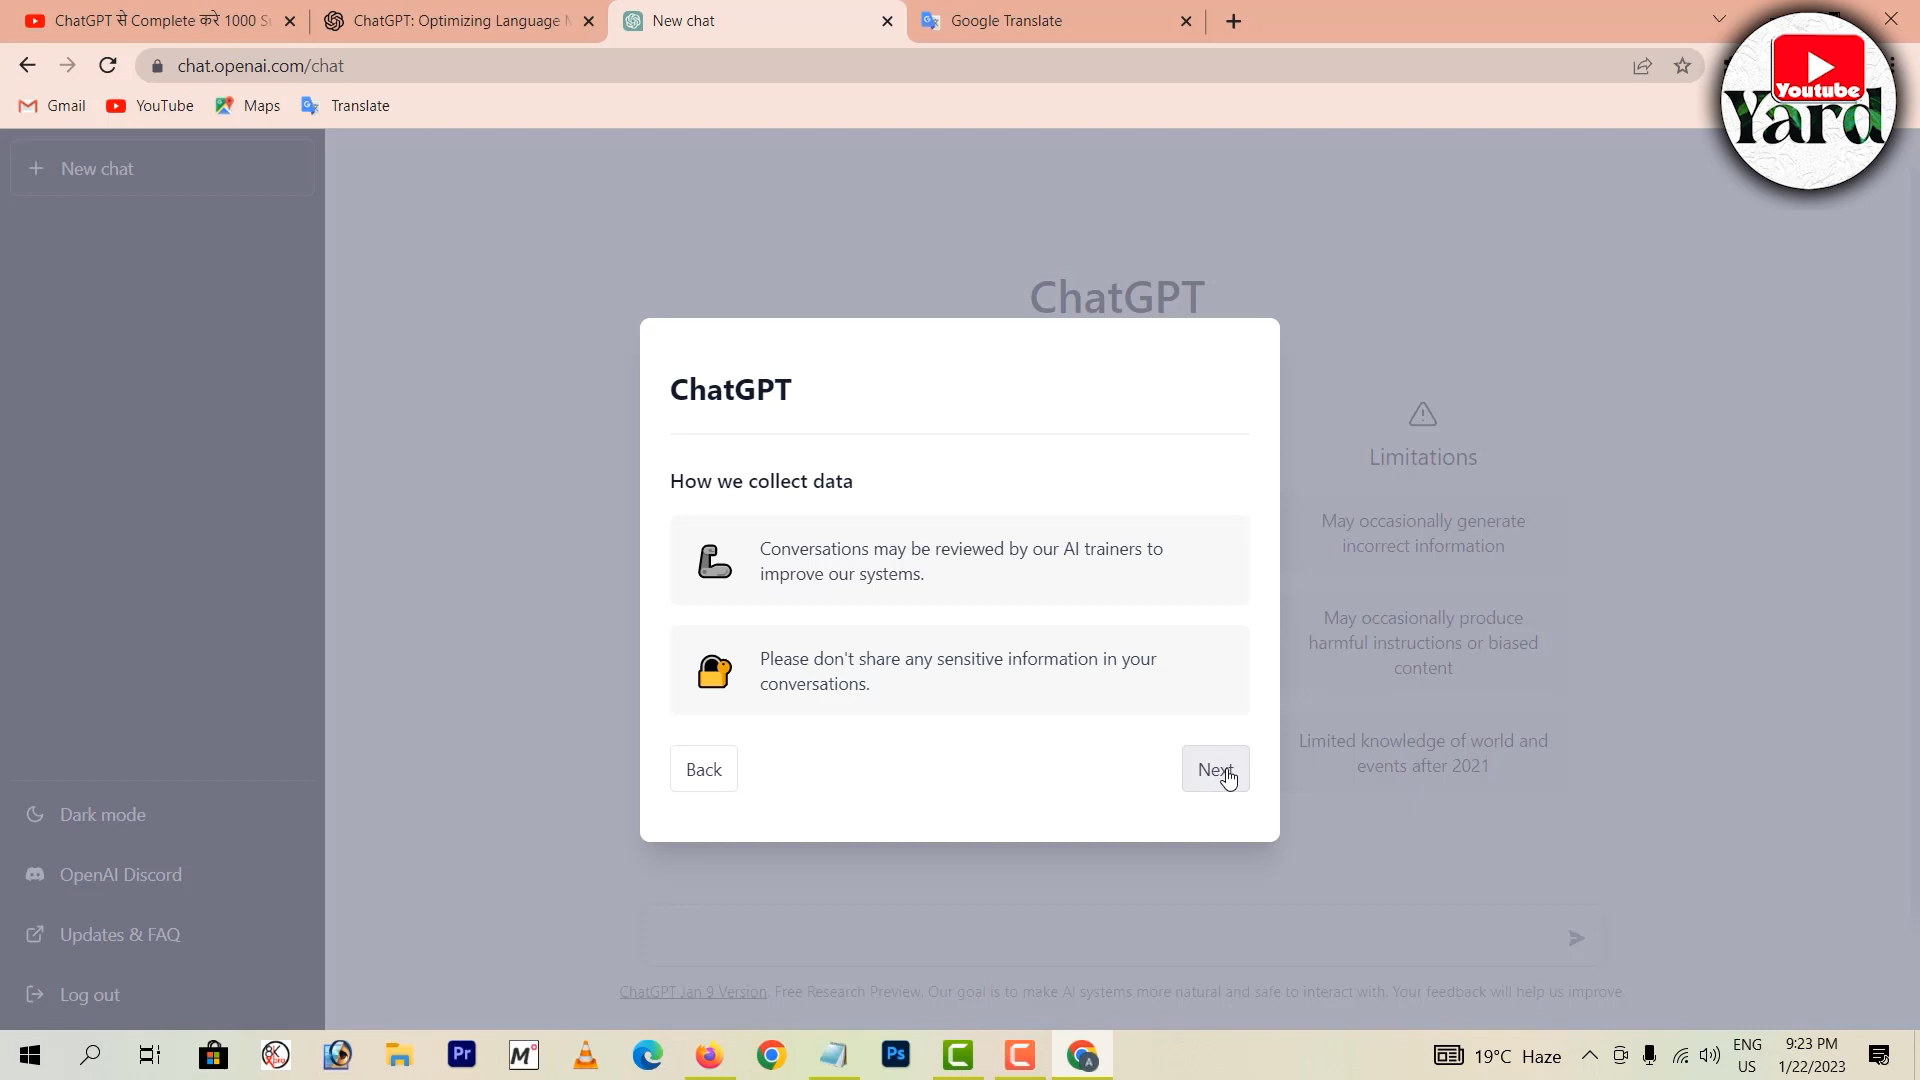 ChatGPT से Complete करे 1000 S
ChatGPT: Optimizing Language
New chat
Google Translate
chat.openai.com/chat
Gmail
YouTube
Maps
Translate
Youtube
Yard
New chat
ChatGPT
ChatGPT
How we collect data
Conversations may be reviewed by our AI trainers to
improve our systems.
Please don't share any sensitive information in your
conversations.
Back
Next
Limitations
May occasionally generate
incorrect information
May occasionally produce
harmful instructions or biased
content
Limited knowledge of world and
events after 2021
Dark mode
OpenAI Discord
Updates & FAQ
Log out
ChatGPT Jan 9 Version. Free Research Preview. Our goal is to make AI systems more natural and safe to interact with. Your feedback will help us improve.
Pr
M
Ps
A
19°C Haze
ENG
US
9:23 PM
1/22/2023